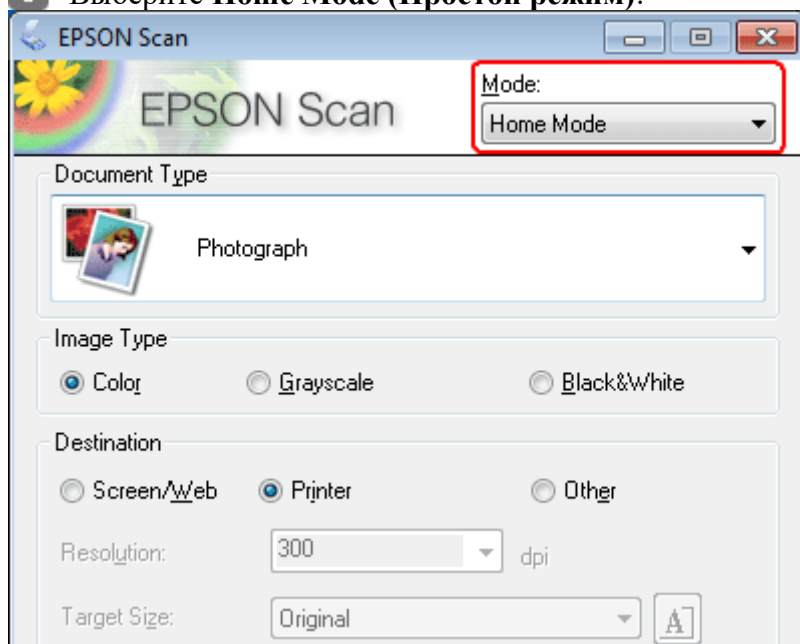 Выберите Home Mode (Простой режим).
EPSON Scan
EPSON Scan
Mode:
Home Mode
Document Type
Photograph
Image Type
Color Grayscale Black&White
Destination
Screen/Web Printer Other
Resolution: 300 dpi
Target Size: Original A